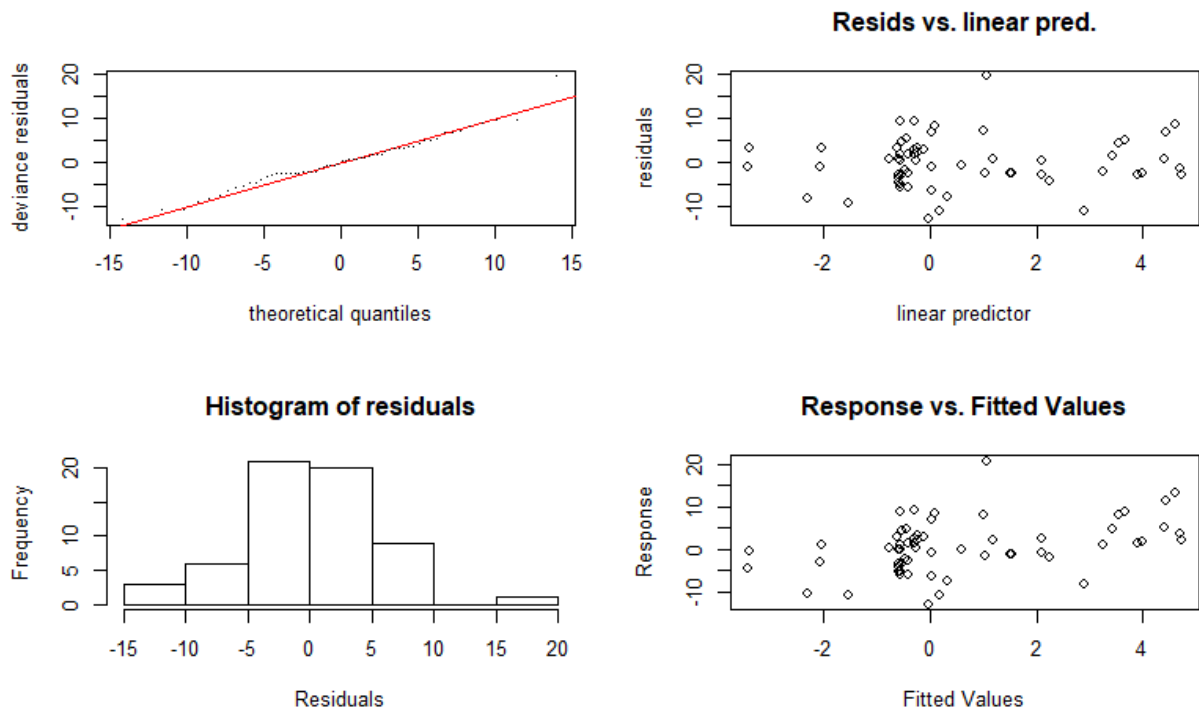 deviance residuals
20
10
0
-10
-15 -10 -5 0 5 10 15
theoretical quantiles
Resids vs. linear pred.
residuals
20
10
0
-10
-2 0 2 4
linear predictor
Histogram of residuals
Frequency
20
10
5
0
-15 -10 -5 0 5 10 15 20
Residuals
Response vs. Fitted Values
Response
20
10
0
-10
-2 0 2 4
Fitted Values